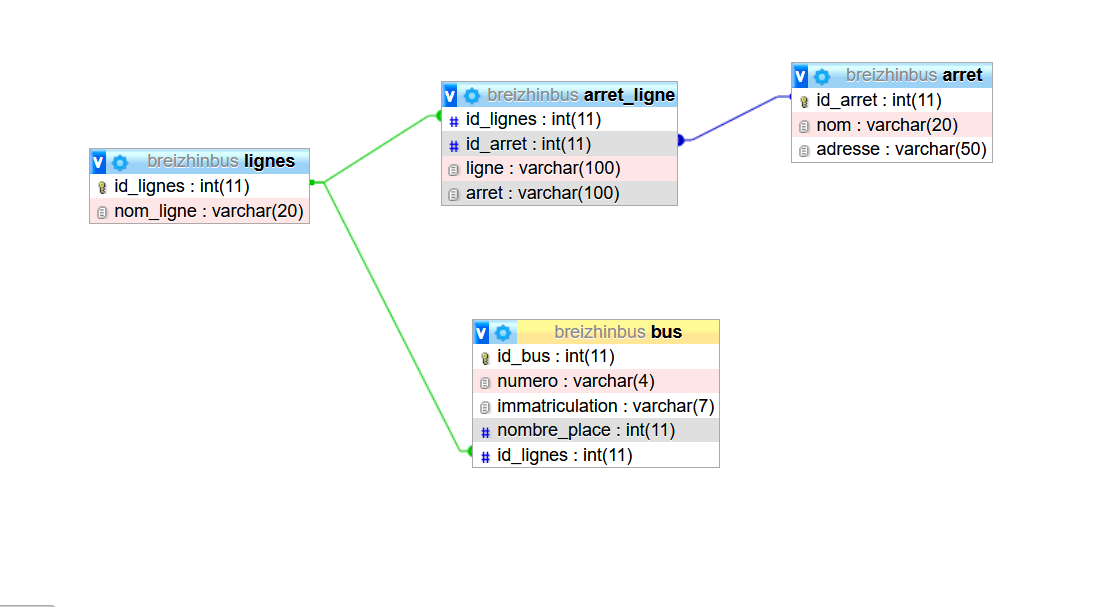 v breizhinbus lignes
id_lignes : int(11)
nom_ligne : varchar(20)
v breizhinbus arret_ligne
# id_lignes : int(11)
# id_arret : int(11)
ligne : varchar(100)
arret : varchar(100)
v breizhinbus arret
id_arret : int(11)
nom : varchar(20)
adresse : varchar(50)
v breizhinbus bus
id_bus : int(11)
numero : varchar(4)
immatriculation : varchar(7)
# nombre_place : int(11)
# id_lignes : int(11)